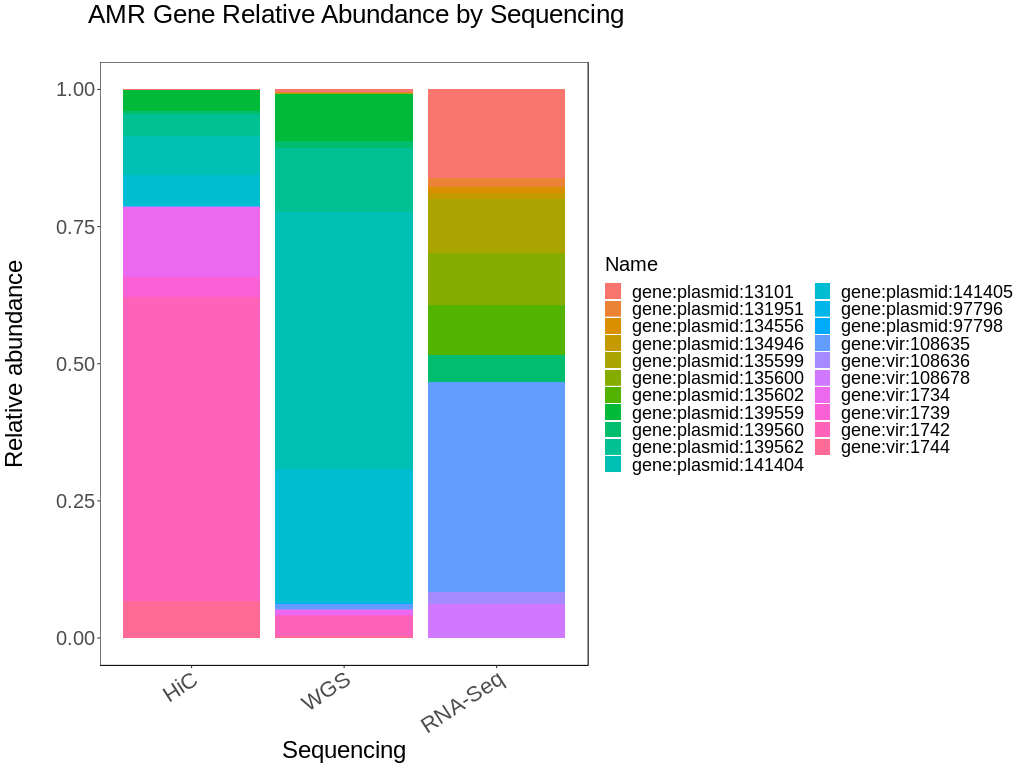 AMR Gene Relative Abundance by Sequencing
1.00
0.75
0.50
0.25
0.00
Relative abundance
HiC
WGS
RNA-Seq
Sequencing
Name
gene:plasmid:13101
gene:plasmid:131951
gene:plasmid:134556
gene:plasmid:134946
gene:plasmid:135599
gene:plasmid:135600
gene:plasmid:135602
gene:plasmid:139559
gene:plasmid:139560
gene:plasmid:139562
gene:plasmid:141404
gene:plasmid:141405
gene:plasmid:97796
gene:plasmid:97798
gene:vir:108635
gene:vir:108636
gene:vir:108678
gene:vir:1734
gene:vir:1739
gene:vir:1742
gene:vir:1744